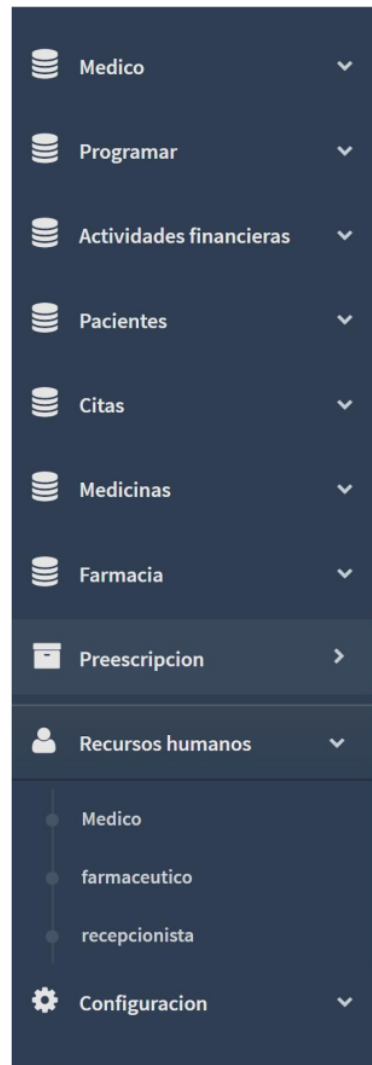 Medico
Programar
Actividades financieras
Pacientes
Citas
Medicinas
Farmacia
Preescripcion
Recursos humanos
Medico
farmaceutico
recepcionista
Configuracion